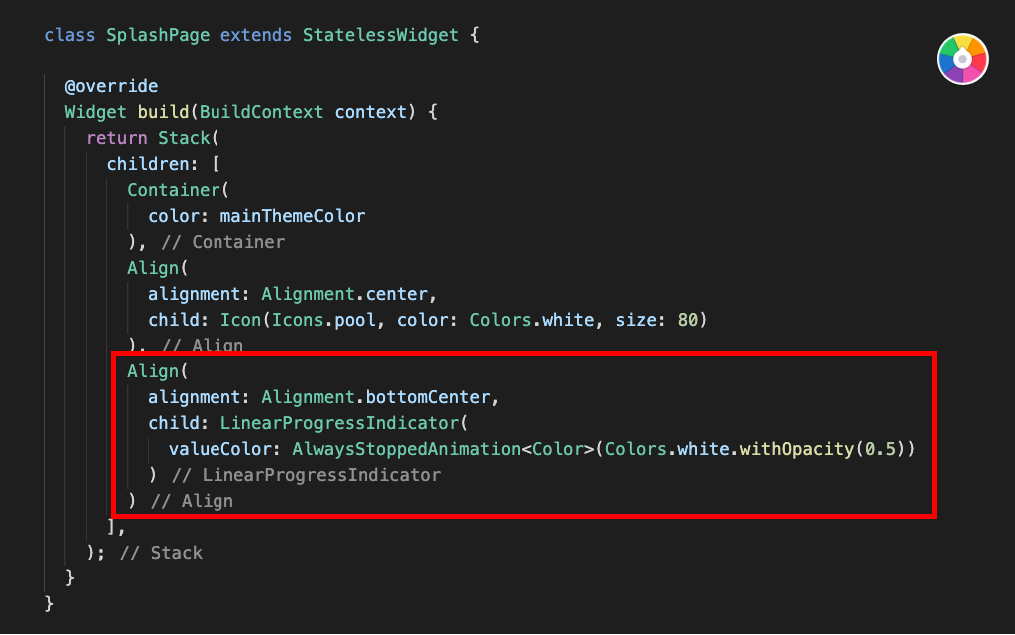 class SplashPage extends StatelessWidget {
@override
Widget build(BuildContext context) {
return Stack(
children: [
Container(
color: mainThemeColor
), // Container
Align(
alignment: Alignment.center,
child: Icon(Icons.pool, color: Colors.white, size: 80)
), // Align
Align(
alignment: Alignment.bottomCenter,
child: LinearProgressIndicator(
valueColor: AlwaysStoppedAnimation<Color>(Colors.white.withOpacity(0.5))
) // LinearProgressIndicator
) // Align
],
); // Stack
}
}